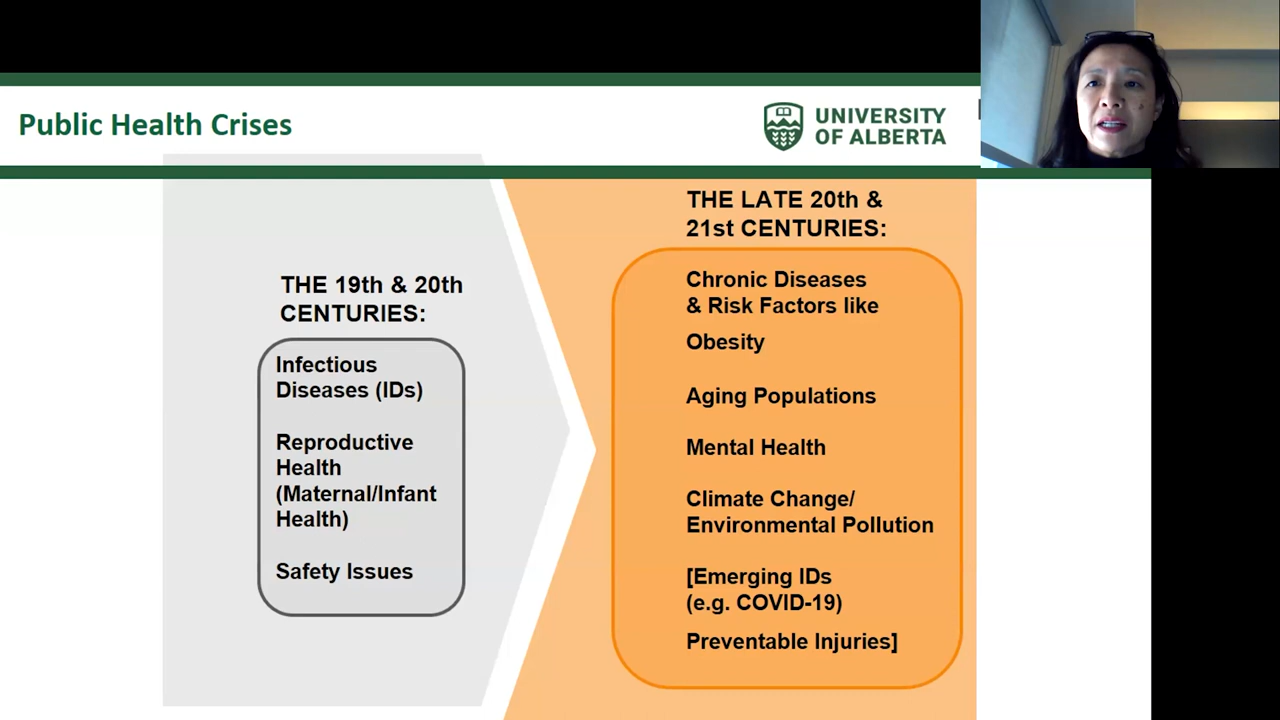 Public Health Crises
UNIVERSITY
OF ALBERTA
THE 19th & 20th
CENTURIES:
Infectious
Diseases (IDs)
Reproductive
Health
(Maternal/Infant
Health)
Safety Issues
THE LATE 20th &
21st CENTURIES:
Chronic Diseases
& Risk Factors like
Obesity
Aging Populations
Mental Health
Climate Change/
Environmental Pollution
[Emerging IDs
(e.g. COVID-19)
Preventable Injuries]